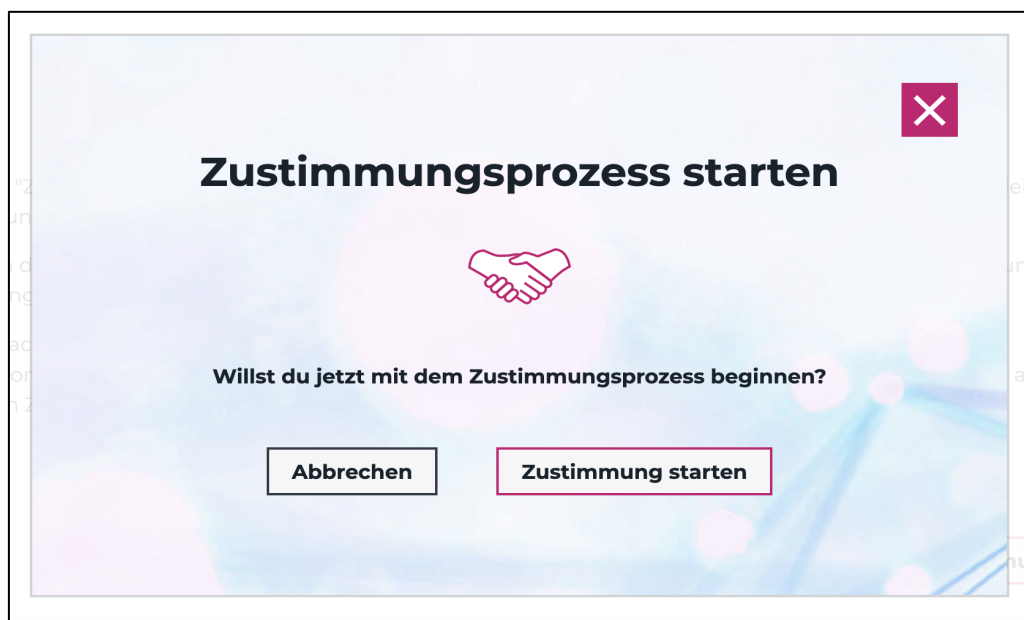 Zustimmungsprozess starten
Willst du jetzt mit dem Zustimmungsprozess beginnen?
Abbrechen
Zustimmung starten